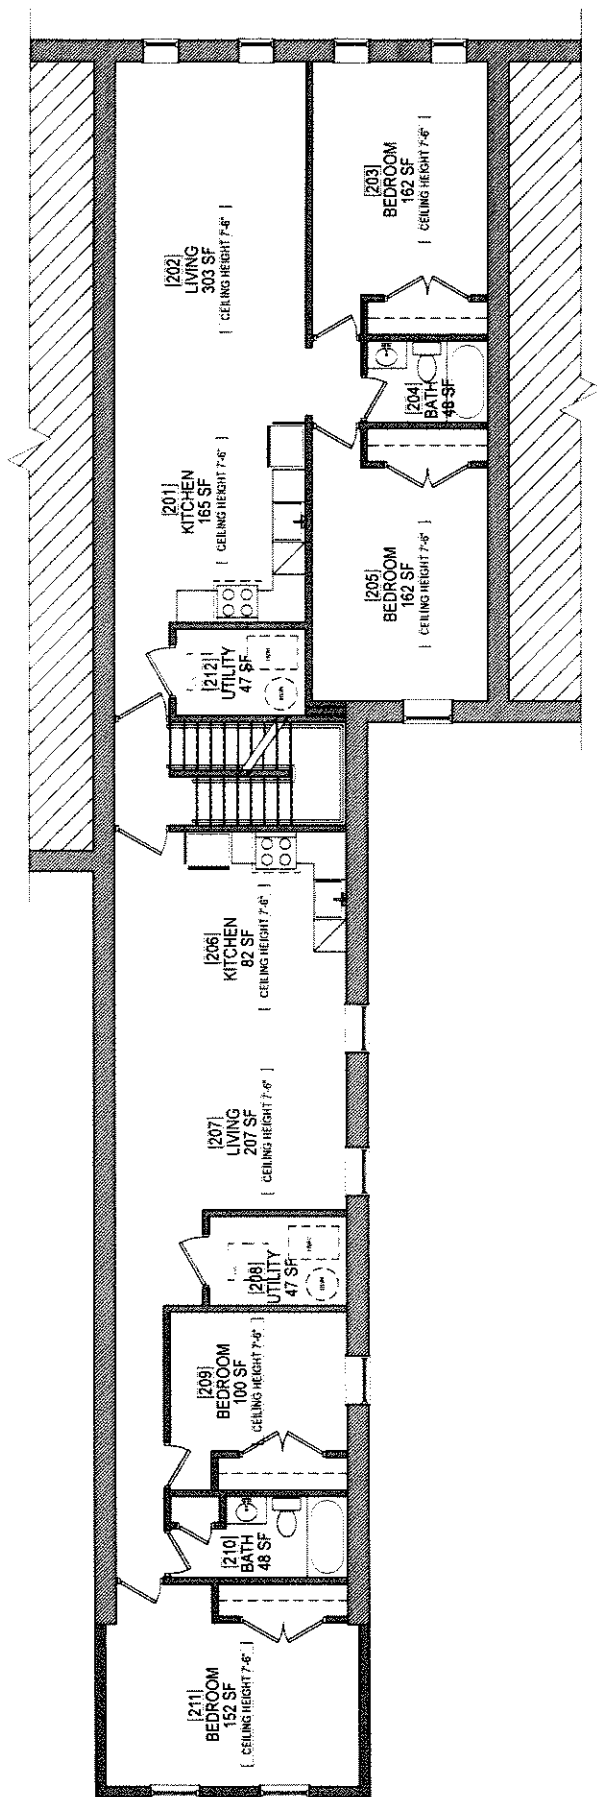 [202]
LIVING
303 SF
[ CEILING HEIGHT 7'-6" ]
[203]
BEDROOM
162 SF
[ CEILING HEIGHT 7'-6" ]
[204]
BATH
48 SF
[201]
KITCHEN
165 SF
[ CEILING HEIGHT 7'-6" ]
[205]
BEDROOM
162 SF
[ CEILING HEIGHT 7'-6" ]
[212]
UTILITY
47 SF
[206]
KITCHEN
82 SF
[ CEILING HEIGHT 7'-6" ]
[207]
LIVING
207 SF
[ CEILING HEIGHT 7'-6" ]
[208]
UTILITY
47 SF
[209]
BEDROOM
100 SF
[ CEILING HEIGHT 7'-6" ]
[210]
BATH
48 SF
[211]
BEDROOM
152 SF
[ CEILING HEIGHT 7'-6" ]